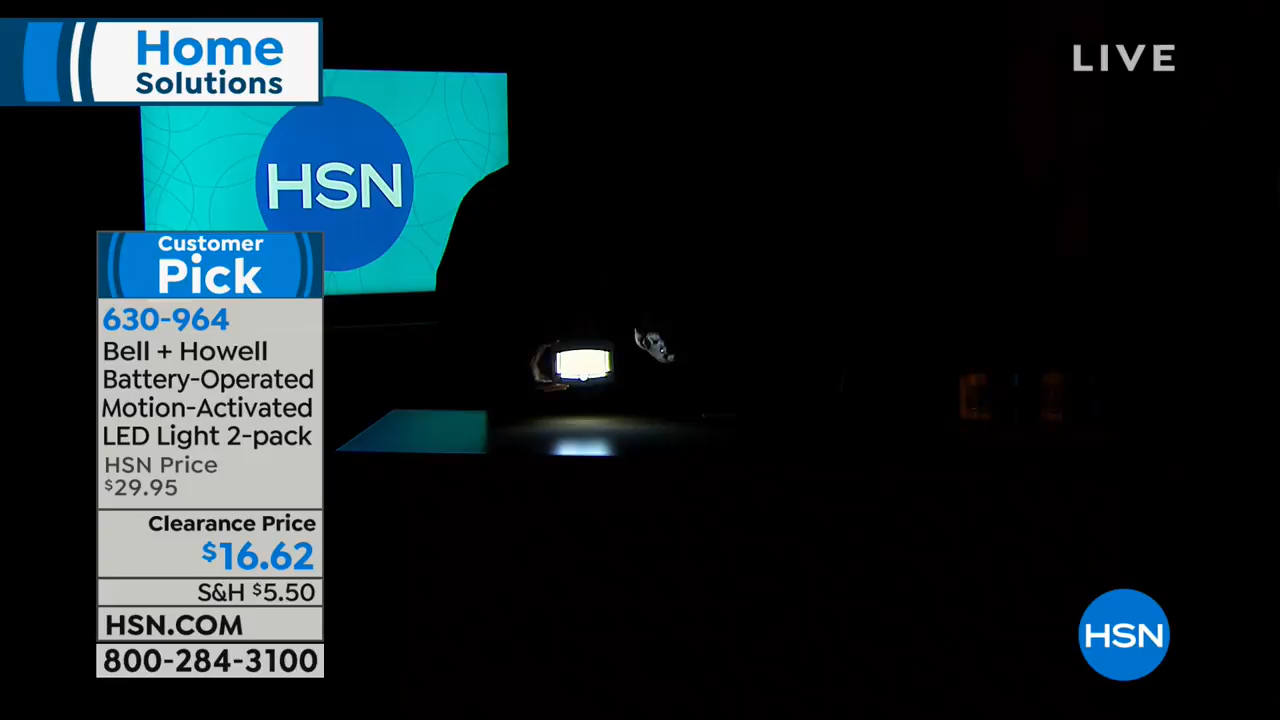 Home
Solutions
LIVE
HSN
Customer
Pick
630-964
Bell + Howell
Battery-Operated
Motion-Activated
LED Light 2-pack
HSN Price
$29.95
Clearance Price
$16.62
S&H $5.50
HSN.COM
800-284-3100
HSN